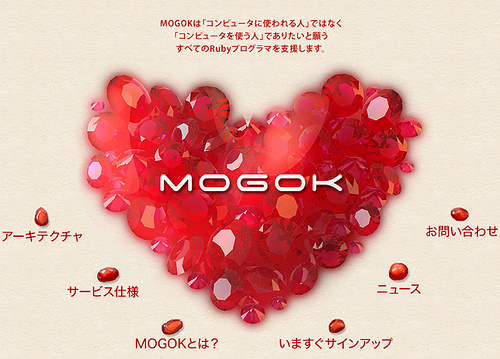 MOGOKは「コンピュータに使われる人」ではなく
「コンピュータを使う人」でありたいと願う
すべてのRubyプログラマを支援します。
MOGOK
アーキテクチャ
お問い合わせ
サービス仕様
ニュース
MOGOKとは？
いますぐサインアップ